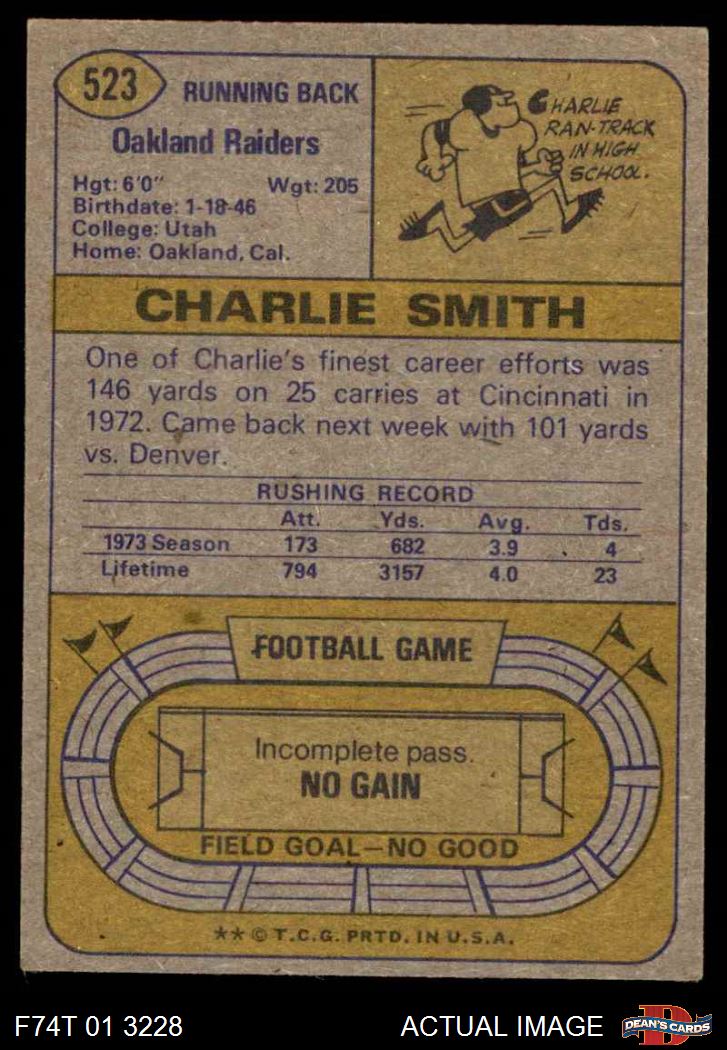 523
RUNNING BACK
Oakland Raiders
Hgt: 6'0" Wgt: 205
Birthdate: 1-18-46
College: Utah
Home: Oakland, Cal.
CHARLIE
RAN-TRACK
IN HIGH
SCHOOL.
CHARLIE SMITH
One of Charlie's finest career efforts was
146 yards on 25 carries at Cincinnati in
1972. Came back next week with 101 yards
vs. Denver.
RUSHING RECORD
Att. Yds. Avg. Tds.
1973 Season 173 682 3.9 4
Lifetime 794 3157 4.0 23
FOOTBALL GAME
Incomplete pass.
NO GAIN
FIELD GOAL—NO GOOD
** © T.C.G. PRTD. IN U.S.A.
F74T 01 3228 ACTUAL IMAGE
D
DEAN'S CARDS